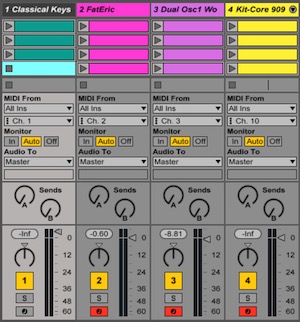 1 Classical Keys 2 FatEric 3 Dual Osc1 Wo 4 Kit-Core 909
MIDI From MIDI From MIDI From MIDI From
All Ins All Ins All Ins All Ins
Ch. 1 Ch. 2 Ch. 3 Ch. 10
Monitor Monitor Monitor Monitor
In Auto Off In Auto Off In Auto Off In Auto Off
Audio To Audio To Audio To Audio To
Master Master Master Master
Sends Sends Sends Sends
A B A B A B A B
-Inf -0.60 -8.81 -Inf
0 0 0 0
12 12 12 12
1 24 2 24 3 24 4 24
36 36 36 36
S 48 S 48 S 48 S 48
60 60 60 60